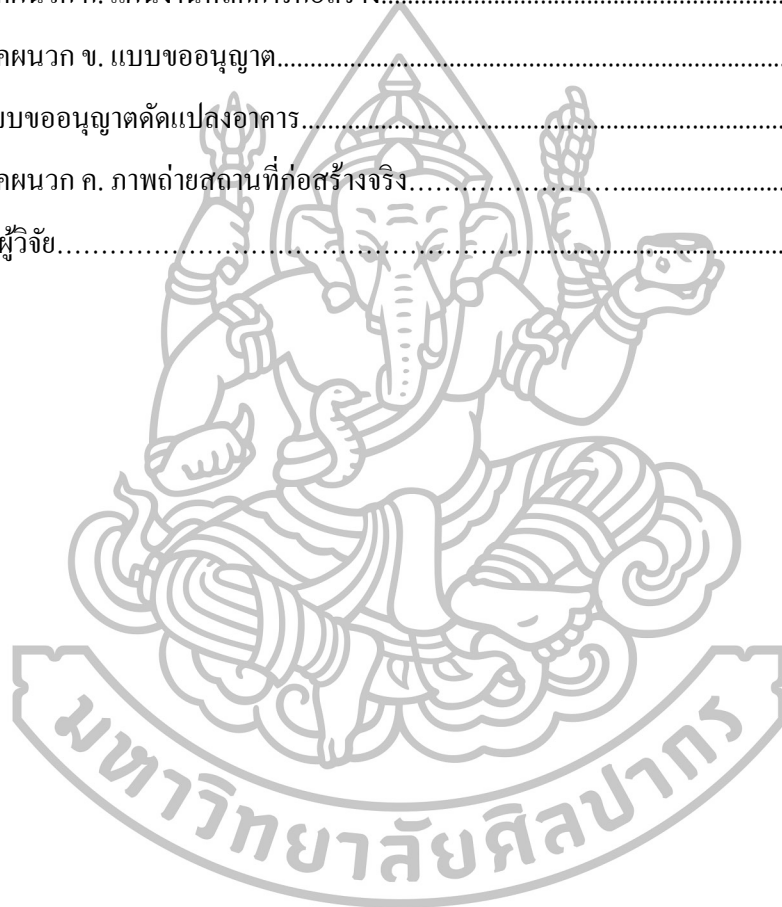 คผนวก ข. แบบขออนุญาต
บบขออนุญาตดัดแปลงอาคาร
คผนวก ค. ภาพถ่ายสถานที่ก่อสร้างจริง
ผู้วิจัย
มหาวิทยาลัยศิลปากร